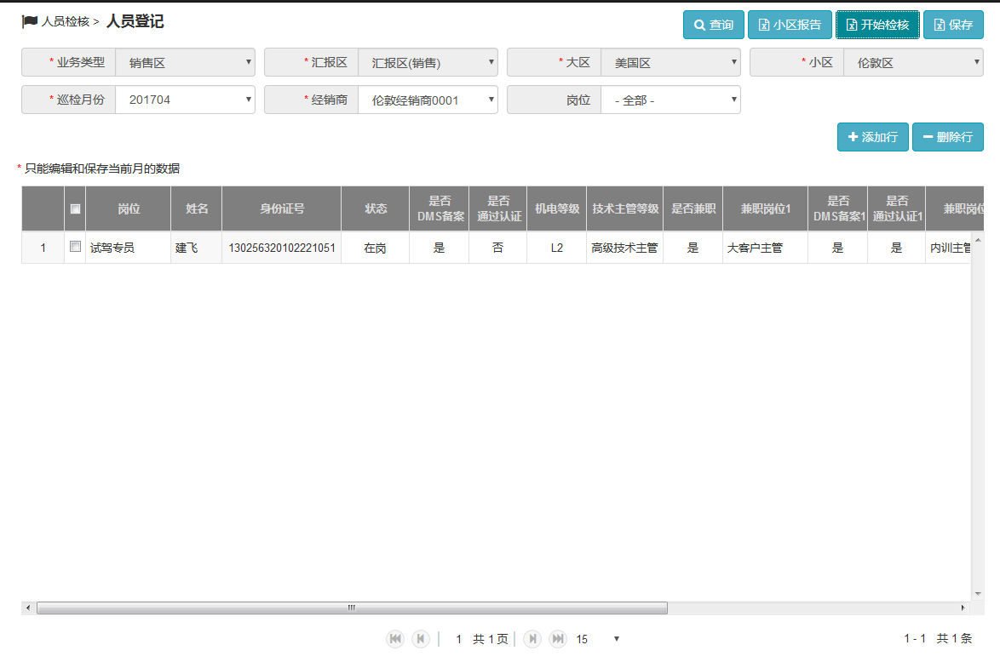 人员检核 > 人员登记
查询 小区报告 开始检核 保存
* 业务类型 销售区 * 汇报区 汇报区(销售) * 大区 美国区 * 小区 伦敦区
* 巡检月份 201704 * 经销商 伦敦经销商0001 岗位 - 全部 -
添加行 删除行
* 只能编辑和保存当前月的数据
岗位 姓名 身份证号 状态 是否 DMS备案 是否 通过认证 机电等级 技术主管等级 是否兼职 兼职岗位1 是否 DMS备案1 是否 通过认证1 兼职岗位
1 试驾专员 建飞 130256320102221051 在岗 是 否 L2 高级技术主管 是 大客户主管 是 是 内训主管
1 共 1 页 15 1 - 1 共 1 条